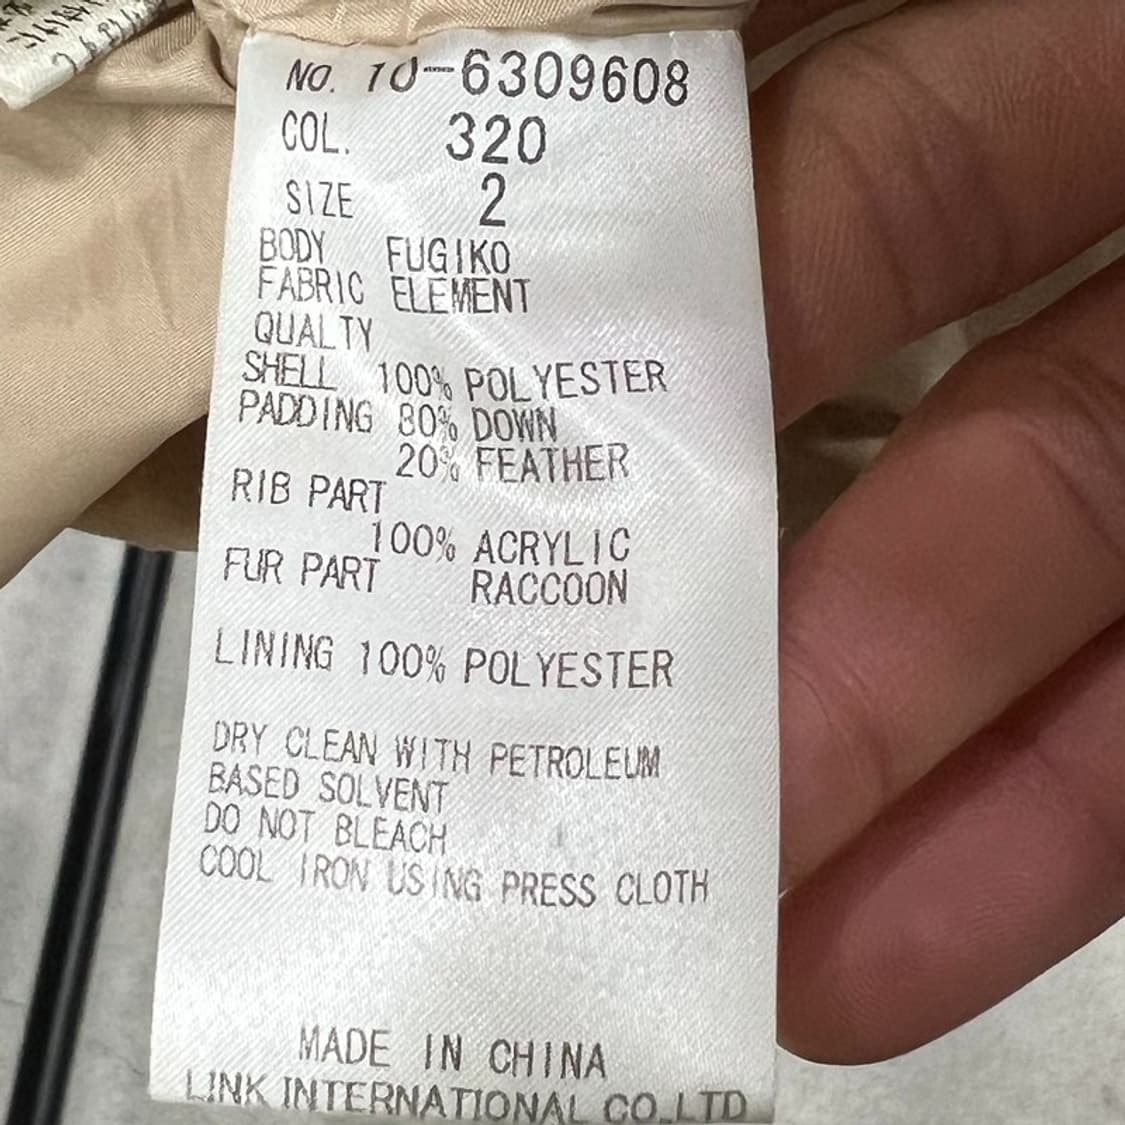 NO. 10-6309608
COL. 320
SIZE 2
BODY FUGIKO
FABRIC ELEMENT
QUALTY
SHELL 100% POLYESTER
PADDING 80% DOWN
20% FEATHER
RIB PART
100% ACRYLIC
FUR PART RACCOON
LINING 100% POLYESTER
DRY CLEAN WITH PETROLEUM
BASED SOLVENT
DO NOT BLEACH
COOL IRON USING PRESS CLOTH
MADE IN CHINA
LINK INTERNATIONAL CO.LTD